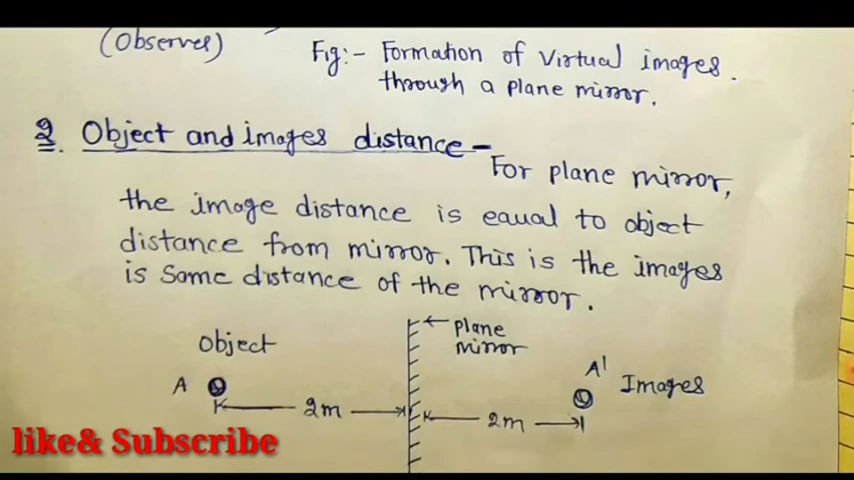 (Observer)
Fig:- Formation of Virtual images.
through a plane mirror.
2. Object and images distance -
For plane mirror,
the image distance is eaual to object
distance from mirror. This is the images
is Same distance of the mirror.
Object
← plane
mirror
A
A' Images
2m
2m
like& Subscribe